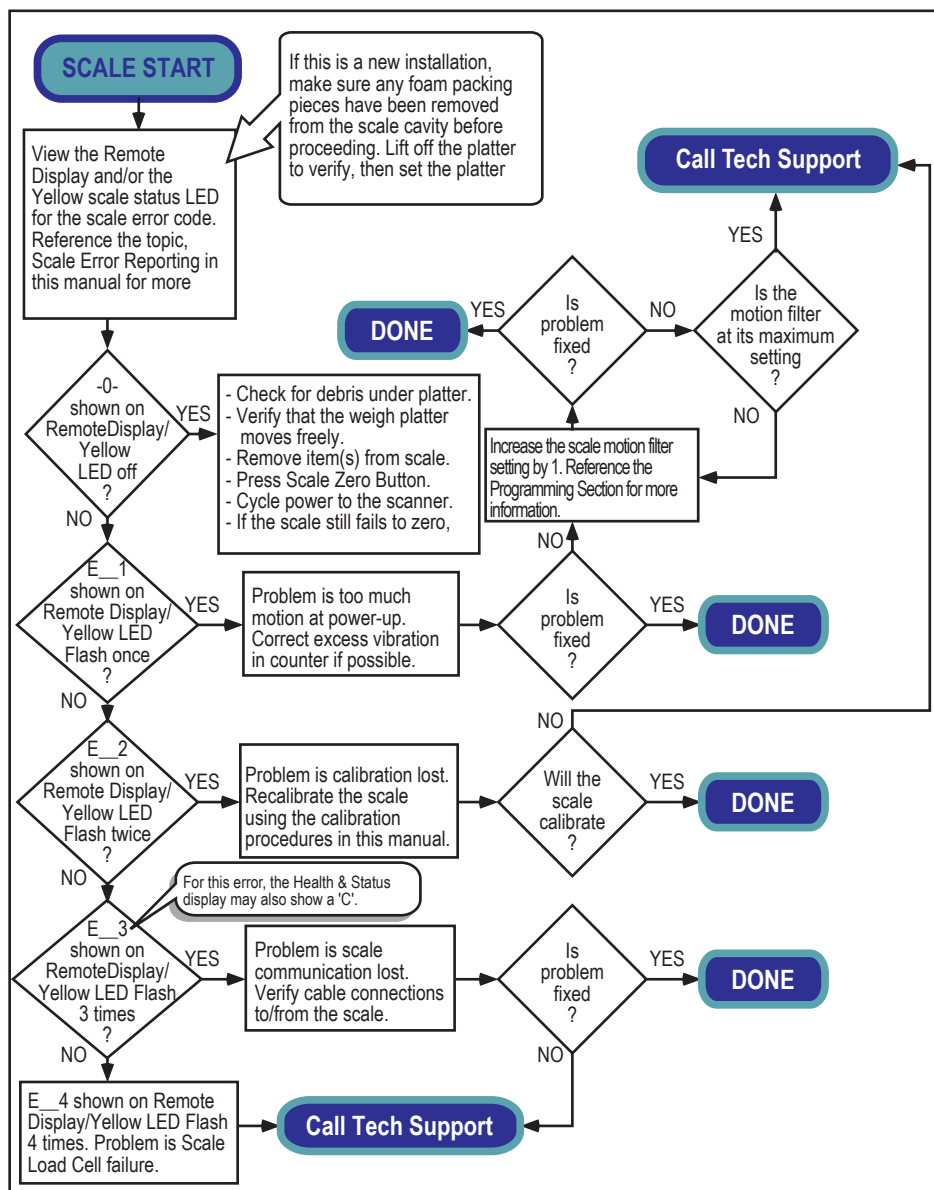 SCALE START
If this is a new installation,
make sure any foam packing
pieces have been removed
from the scale cavity before
proceeding. Lift off the platter
to verify, then set the platter
View the Remote
Display and/or the
Yellow scale status LED
for the scale error code.
Reference the topic,
Scale Error Reporting in
this manual for more
Call Tech Support
YES
Is the
motion filter
at its maximum
setting
?
NO
Is
problem
fixed
?
YES
NO
DONE
-0-
shown on
RemoteDisplay/
Yellow
LED off
?
YES
NO
- Check for debris under platter.
- Verify that the weigh platter
moves freely.
- Remove item(s) from scale.
- Press Scale Zero Button.
- Cycle power to the scanner.
- If the scale still fails to zero,
Increase the scale motion filter
setting by 1. Reference the
Programming Section for more
information.
NO
E__1
shown on
Remote Display/
Yellow LED
Flash once
?
YES
NO
Problem is too much
motion at power-up.
Correct excess vibration
in counter if possible.
Is
problem
fixed
?
YES
DONE
E__2
shown on
Remote Display/
Yellow LED
Flash twice
?
YES
NO
Problem is calibration lost.
Recalibrate the scale
using the calibration
procedures in this manual.
NO
Will the
scale
calibrate
?
YES
DONE
For this error, the Health & Status
display may also show a 'C'.
E__3
shown on
RemoteDisplay/
Yellow LED Flash
3 times
?
YES
NO
Problem is scale
communication lost.
Verify cable connections
to/from the scale.
Is
problem
fixed
?
YES
DONE
NO
E__4 shown on Remote
Display/Yellow LED Flash
4 times. Problem is Scale
Load Cell failure.
Call Tech Support